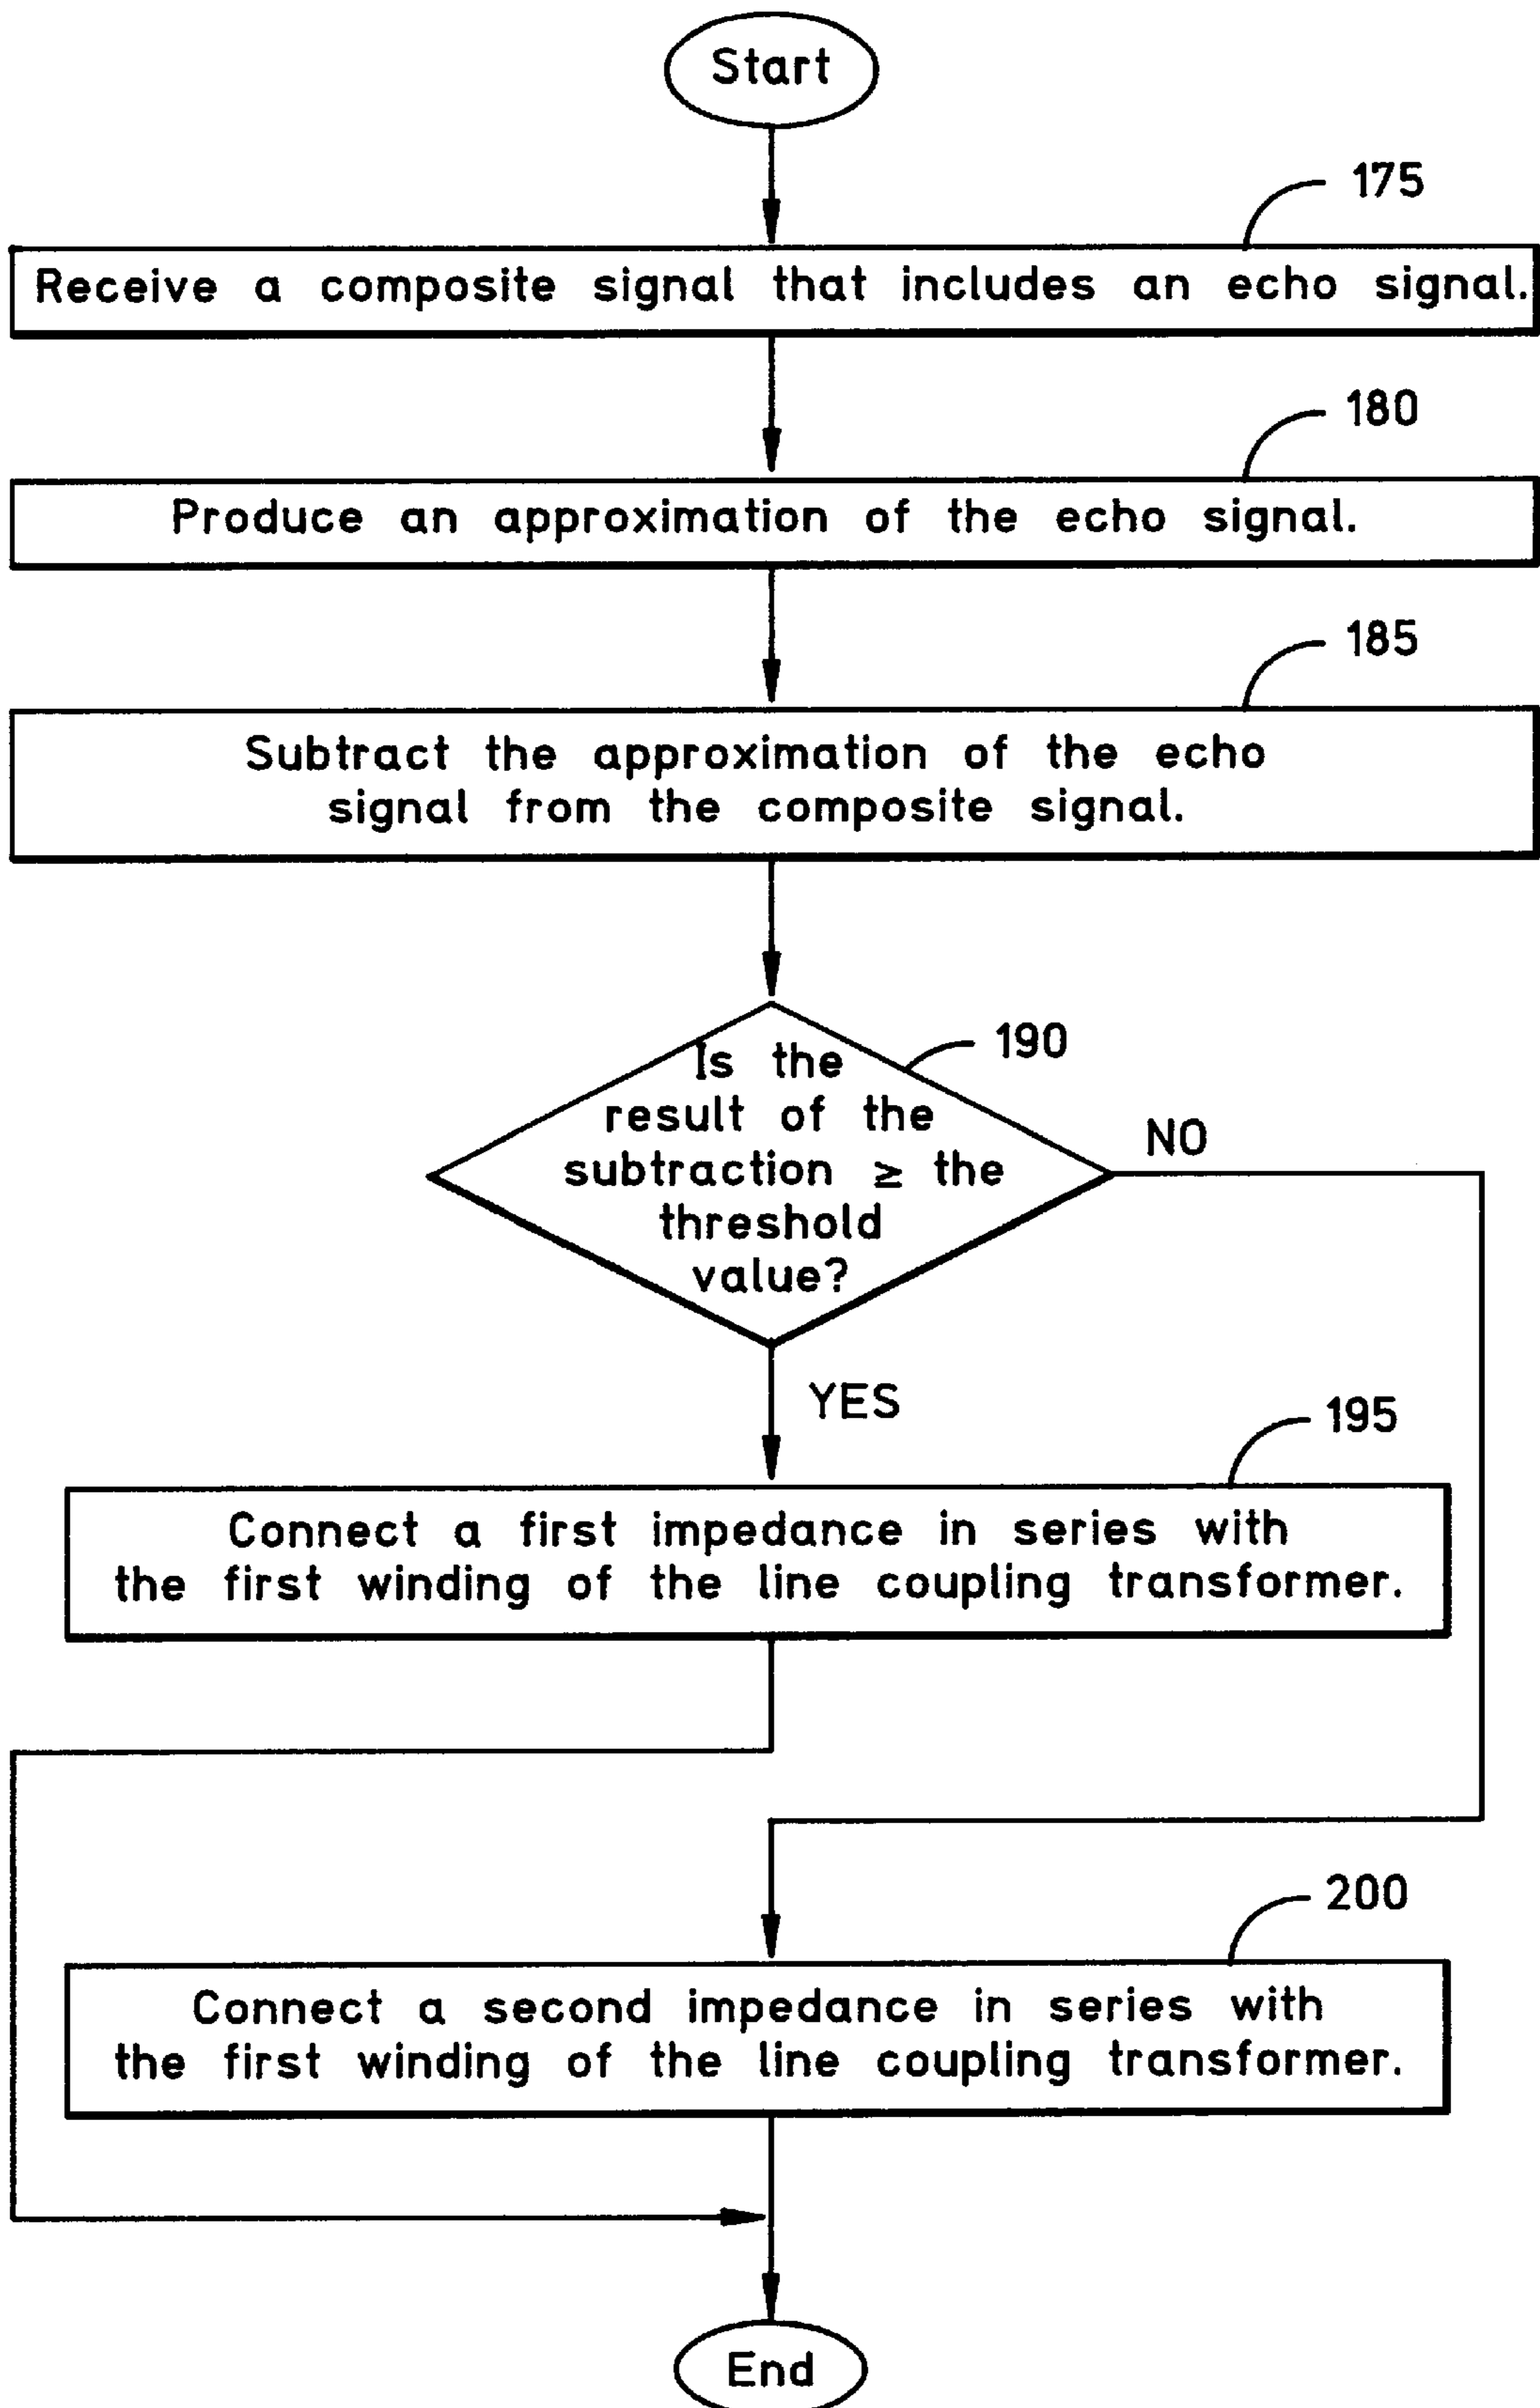 Start
175
Receive a composite signal that includes an echo signal.
180
Produce an approximation of the echo signal.
185
Subtract the approximation of the echo
signal from the composite signal.
190
Is the
result of the
subtraction ≥ the
threshold
value?
NO
YES
195
Connect a first impedance in series with
the first winding of the line coupling transformer.
200
Connect a second impedance in series with
the first winding of the line coupling transformer.
End